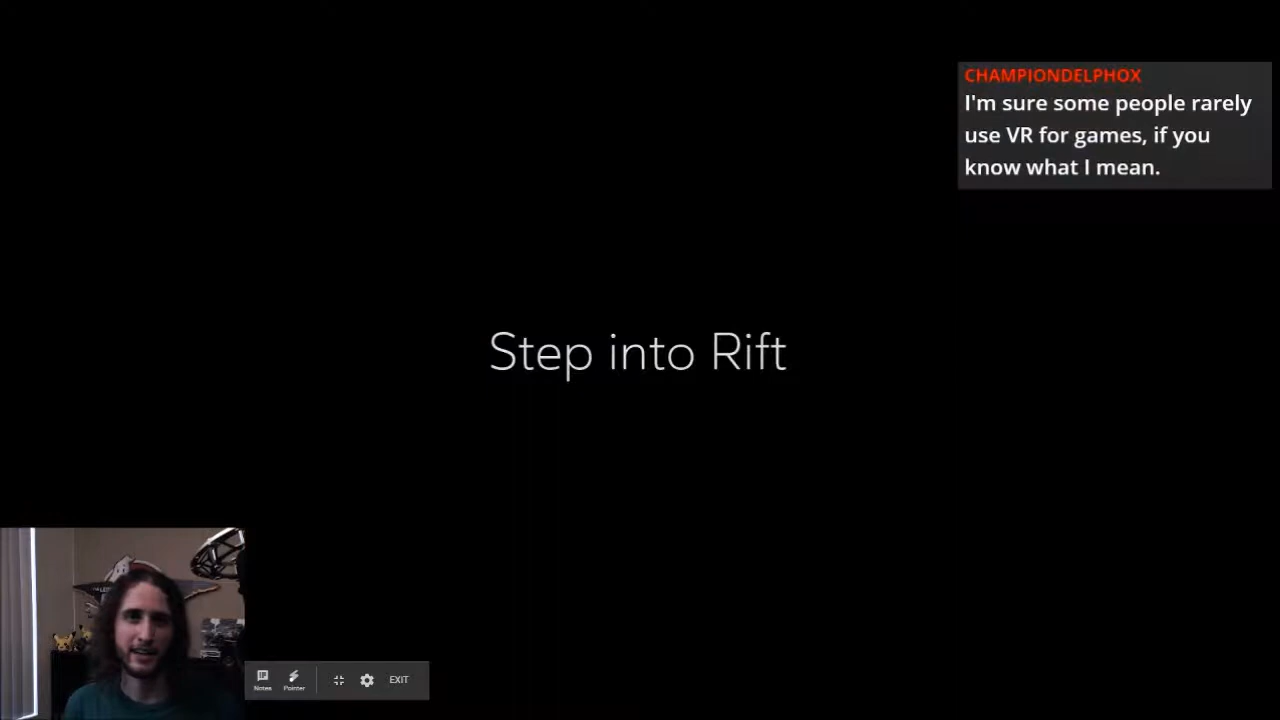 CHAMPIONDELPHOX
I'm sure some people rarely
use VR for games, if you
know what I mean.
Step into Rift
Notes
Pointer
EXIT